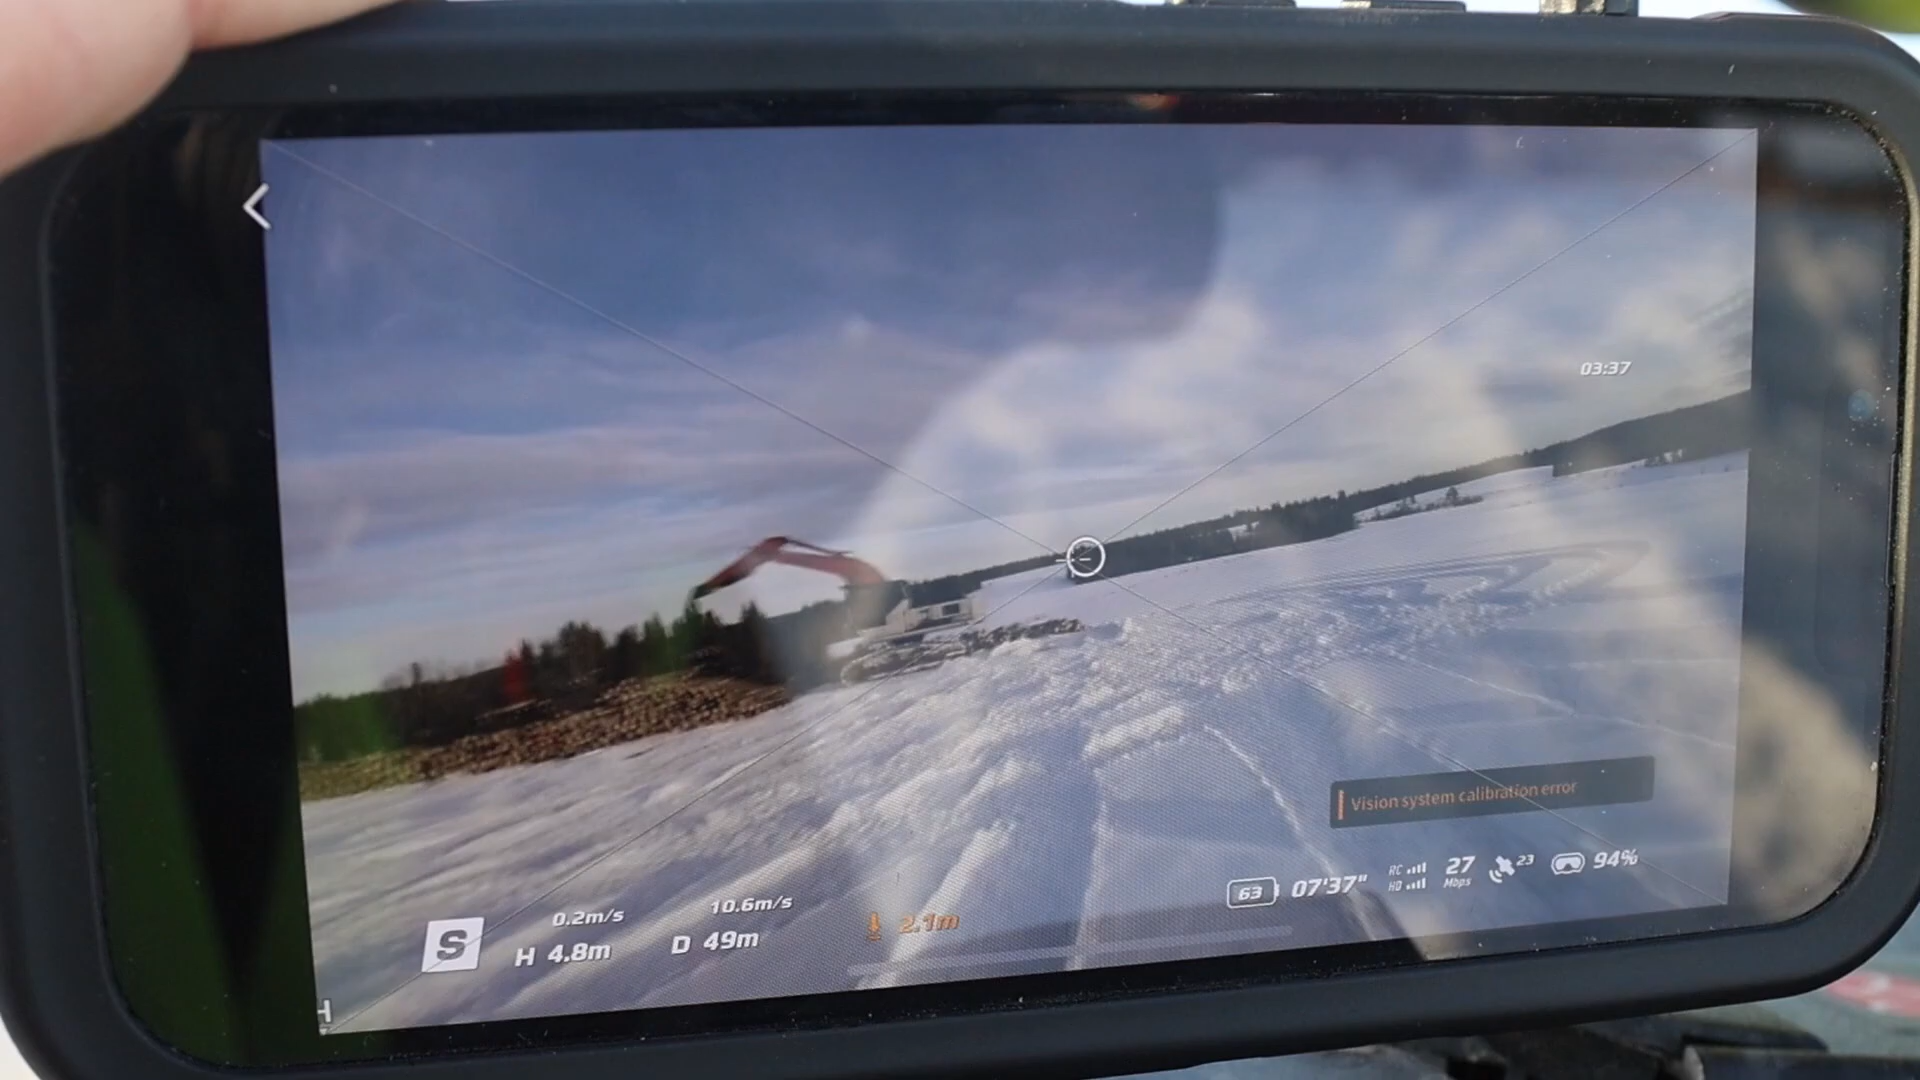 03:37
Vision system calibration error
S
0.2m/s
10.6m/s
H 4.8m
D 49m
2.1m
63
07'37"
RC
HD
27
Mbps
23
94%
H